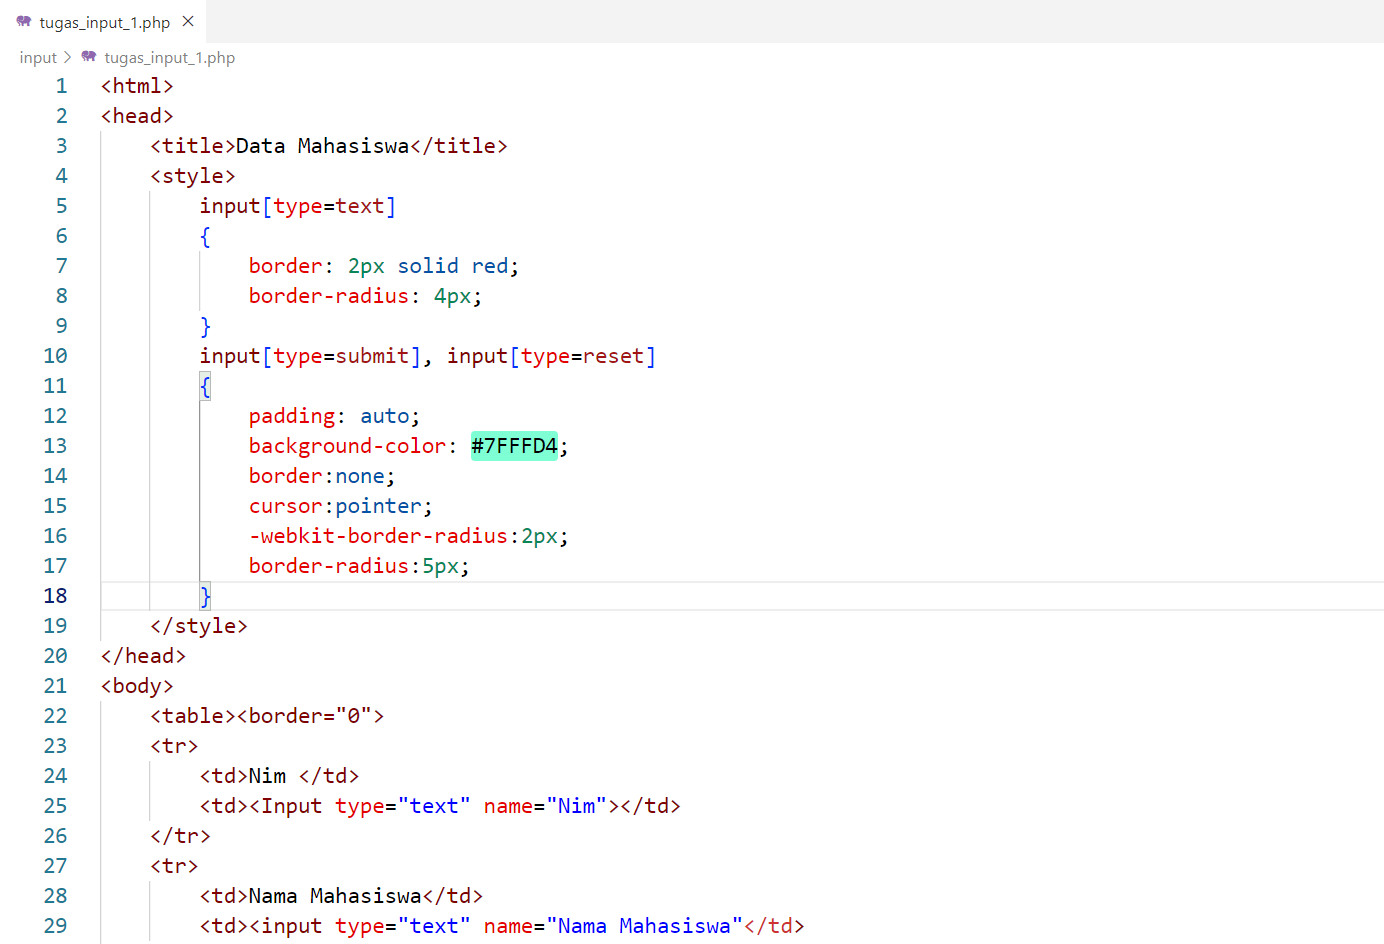 tugas_input_1.php ×
input > tugas_input_1.php
1 <html>
2 <head>
3     <title>Data Mahasiswa</title>
4     <style>
5         input[type=text]
6         {
7             border: 2px solid red;
8             border-radius: 4px;
9         }
10         input[type=submit], input[type=reset]
11         {
12             padding: auto;
13             background-color: #7FFFD4;
14             border:none;
15             cursor:pointer;
16             -webkit-border-radius:2px;
17             border-radius:5px;
18         }
19     </style>
20 </head>
21 <body>
22     <table><border="0">
23     <tr>
24         <td>Nim </td>
25         <td><Input type="text" name="Nim"></td>
26     </tr>
27     <tr>
28         <td>Nama Mahasiswa</td>
29         <td><input type="text" name="Nama Mahasiswa"</td>